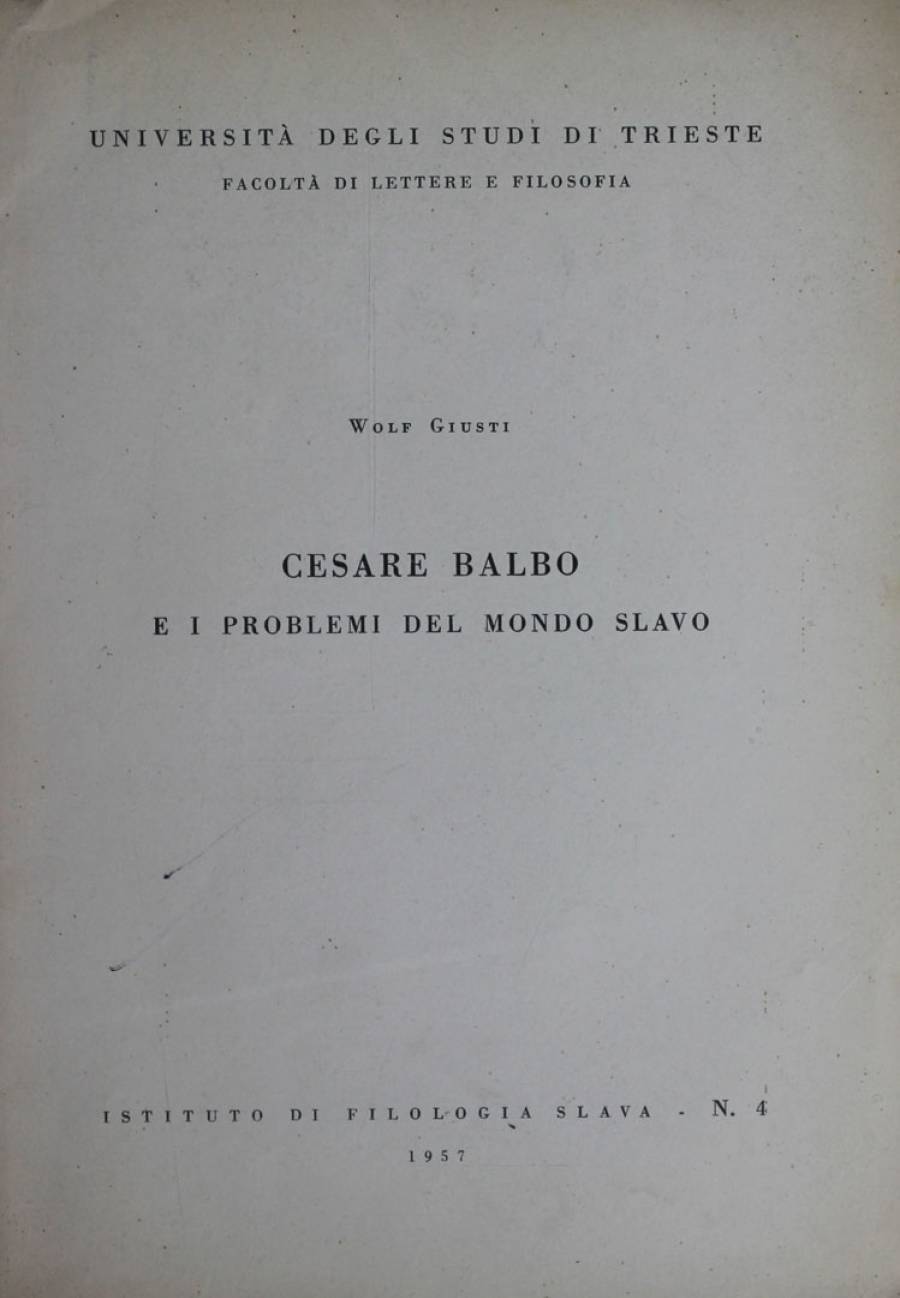 UNIVERSITÀ DEGLI STUDI DI TRIESTE
FACOLTÀ DI LETTERE E FILOSOFIA
WOLF GIUSTI
CESARE BALBO
E I PROBLEMI DEL MONDO SLAVO
ISTITUTO DI FILOLOGIA SLAVA - N. 4
1957